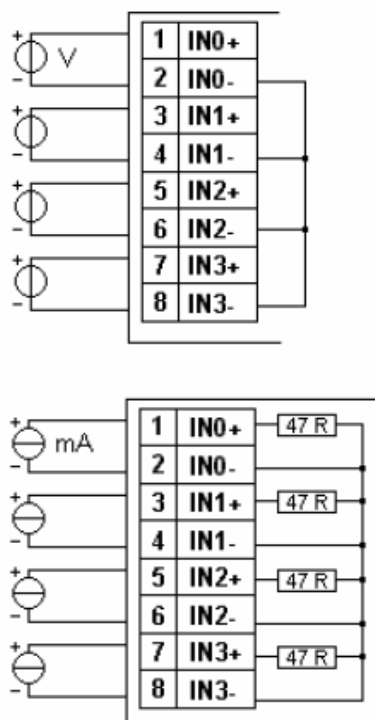 + 1 IN0+
V
- 2 IN0-
+ 3 IN1+
- 4 IN1-
+ 5 IN2+
- 6 IN2-
+ 7 IN3+
- 8 IN3-
+ 1 IN0+ 47 R
mA
- 2 IN0-
+ 3 IN1+ 47 R
- 4 IN1-
+ 5 IN2+ 47 R
- 6 IN2-
+ 7 IN3+ 47 R
- 8 IN3-